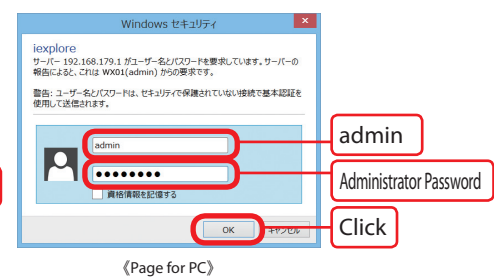 Windows セキュリティ
iexplore
サーバー 192.168.179.1 がユーザー名とパスワードを要求しています。サーバーの
報告によると、これは WX01(admin) からの要求です。
警告: ユーザー名とパスワードは、セキュリティで保護されていない接続で基本認証を
使用して送信されます。
admin
admin
●●●●●●●●
Administrator Password
資格情報を記憶する
OK
キャンセル
Click
《Page for PC》